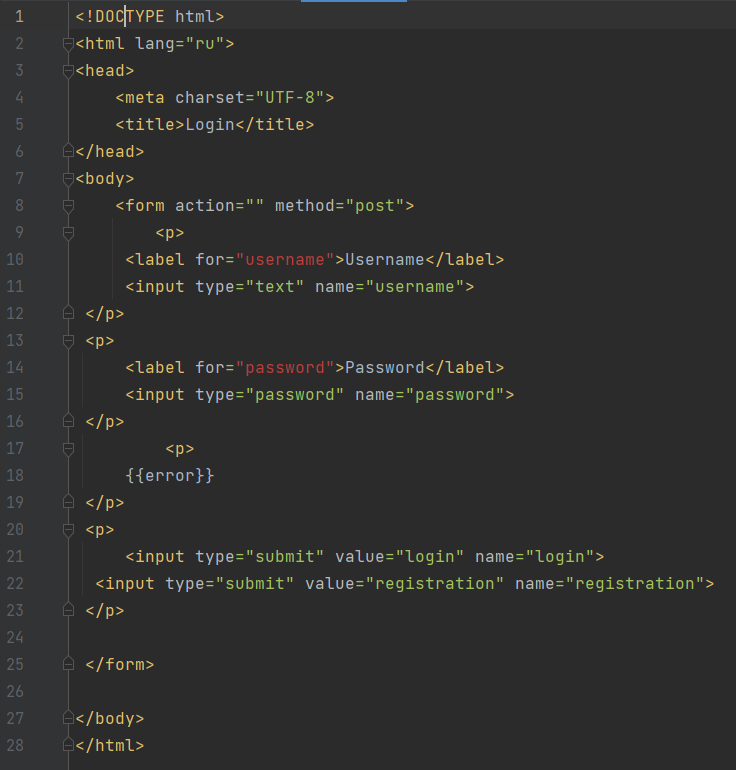 1 <!DOCTYPE html>
2 <html lang="ru">
3 <head>
4     <meta charset="UTF-8">
5     <title>Login</title>
6 </head>
7 <body>
8     <form action="" method="post">
9         <p>
10      <label for="username">Username</label>
11      <input type="text" name="username">
12  </p>
13  <p>
14      <label for="password">Password</label>
15      <input type="password" name="password">
16  </p>
17          <p>
18      {{error}}
19  </p>
20  <p>
21      <input type="submit" value="login" name="login">
22   <input type="submit" value="registration" name="registration">
23  </p>
24
25  </form>
26
27 </body>
28 </html>